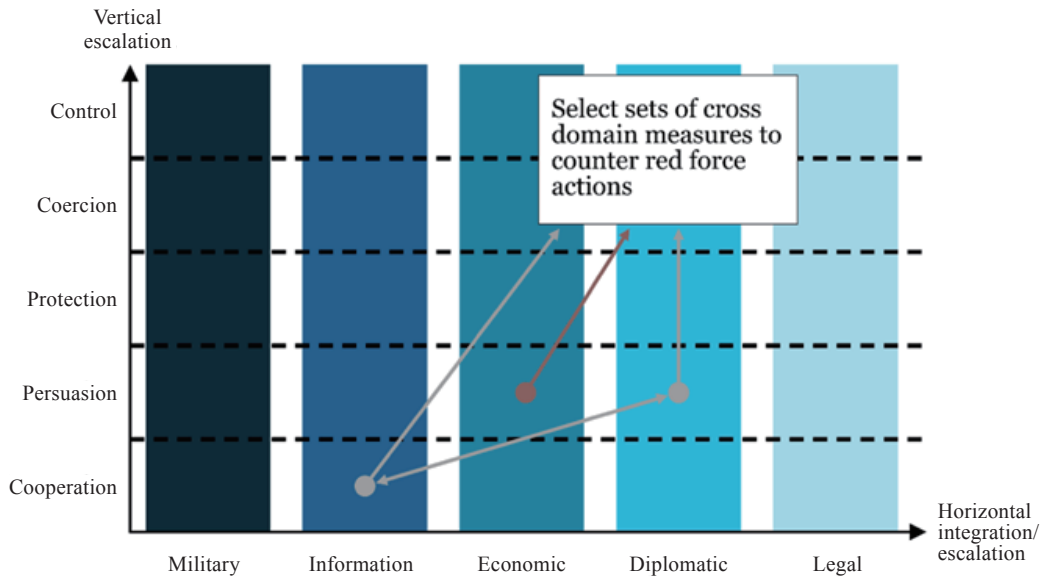 Vertical
escalation
Control
Select sets of cross
domain measures to
counter red force
actions
Coercion
Protection
Persuasion
Cooperation
Horizontal
integration/
escalation
Military
Information
Economic
Diplomatic
Legal